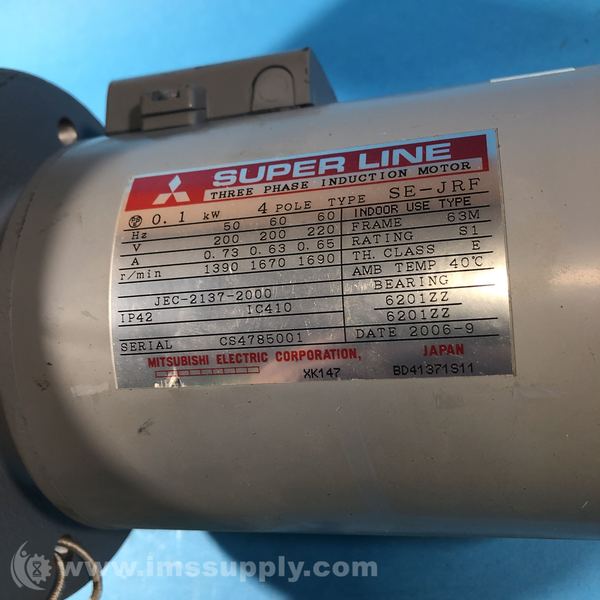 SUPER LINE
THREE PHASE INDUCTION MOTOR
0.1 kW 4 POLE TYPE SE-JRF
Hz 50 60 60 INDOOR USE TYPE
V 200 200 220 FRAME 63M
A 0.73 0.63 0.65 RATING S1
r/min 1390 1670 1690 TH. CLASS E
AMB TEMP 40℃
JEC-2137-2000 BEARING
IP42 IC410 6201ZZ
6201ZZ
SERIAL CS4785001 DATE 2006-9
MITSUBISHI ELECTRIC CORPORATION, JAPAN
XK147 BD41371S11
www.imssupply.com